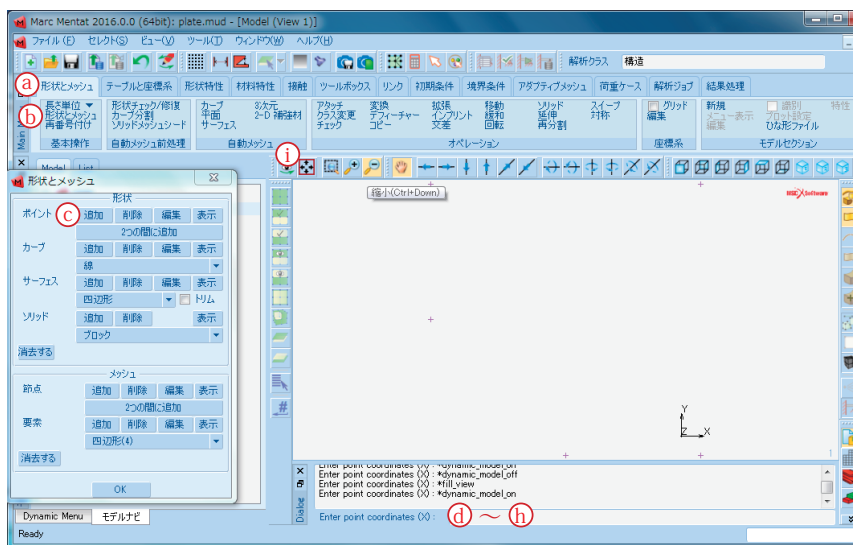 Marc Mentat 2016.0.0 (64bit): plate.mud - [Model (View 1)]
ファイル(F) セレクト(S) ビュー(V) ツール(T) ウィンドウ(W) ヘルプ(H)
解析クラス 構造
a 形状とメッシュ テーブルと座標系 形状特性 材料特性 接触 ツールボックス リンク 初期条件 境界条件 アダプティブメッシュ 荷重ケース 解析ジョブ 結果処理
b 長さ単位 形状チェック/修復 カーブ 3/次元 アタッチ 変換 拡張 移動 ソリッド スイープ グリッド 新規 識別 特性
形状とメッシュ カーブ分割 平面 2-D 補強材 クラス変更 デフィーチャー インプリント 緩和 延伸 対称 編集 メニュー表示 プロット設定
再番号付け ソリッドメッシュシード サーフェス チェック コピー 交差 回転 再分割 編集 ひな形ファイル
Main
基本操作 自動メッシュ前処理 自動メッシュ オペレーション 座標系 モデルセクション
i
Model List
形状とメッシュ
縮小(Ctrl+Down)
MSC Software
形状
ポイント c 追加 削除 編集 表示
2つの間に追加
カーブ 追加 削除 編集 表示
線
サーフェス 追加 削除 編集 表示
四辺形 トリム
ソリッド 追加 削除 表示
ブロック
消去する
メッシュ
節点 追加 削除 編集 表示
2つの間に追加
要素 追加 削除 編集 表示
四辺形(4)
消去する
OK
Y
Z X
1
Enter point coordinates (X) : *dynamic_model_on
Enter point coordinates (X) : *dynamic_model_off
Enter point coordinates (X) : *fill_view
Enter point coordinates (X) : *dynamic_model_on
Dialog
Enter point coordinates (X) : d ～ h
Dynamic Menu モデルナビ
Ready